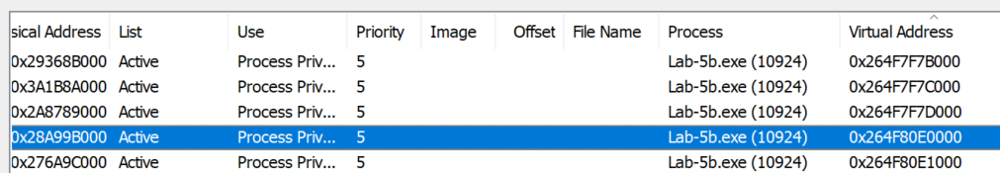 sical Address List Use Priority Image Offset File Name Process Virtual Address
0x29368B000 Active Process Priv... 5 Lab-5b.exe (10924) 0x264F7F7B000
0x3A1B8A000 Active Process Priv... 5 Lab-5b.exe (10924) 0x264F7F7C000
0x2A8789000 Active Process Priv... 5 Lab-5b.exe (10924) 0x264F7F7D000
0x28A99B000 Active Process Priv... 5 Lab-5b.exe (10924) 0x264F80E0000
0x276A9C000 Active Process Priv... 5 Lab-5b.exe (10924) 0x264F80E1000